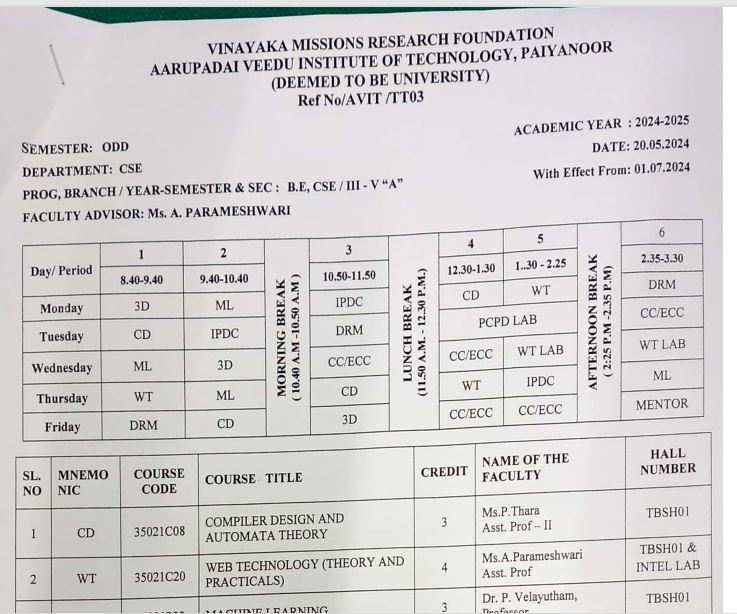 VINAYAKA MISSIONS RESEARCH FOUNDATION
AARUPADAI VEEDU INSTITUTE OF TECHNOLOGY, PAIYANOOR
(DEEMED TO BE UNIVERSITY)
Ref No/AVIT /TT03
ACADEMIC YEAR : 2024-2025
SEMESTER: ODD
DATE: 20.05.2024
DEPARTMENT: CSE
With Effect From: 01.07.2024
PROG, BRANCH / YEAR-SEMESTER & SEC : B.E, CSE / III - V "A"
FACULTY ADVISOR: Ms. A. PARAMESHWARI
Day/ Period 1 2 MORNING BREAK (10.40 A.M -10.50 A.M ) 3 LUNCH BREAK (11.50 A.M. - 12.30 P.M.) 4 5 AFTERNOON BREAK ( 2:25 P.M -2.35 P.M) 6
8.40-9.40 9.40-10.40 10.50-11.50 12.30-1.30 1..30 - 2.25 2.35-3.30
Monday 3D ML IPDC CD WT DRM
Tuesday CD IPDC DRM PCPD LAB CC/ECC
Wednesday ML 3D CC/ECC CC/ECC WT LAB WT LAB
Thursday WT ML CD WT IPDC ML
Friday DRM CD 3D CC/ECC CC/ECC MENTOR
SL. NO MNEMO NIC COURSE CODE COURSE TITLE CREDIT NAME OF THE FACULTY HALL NUMBER
1 CD 35021C08 COMPILER DESIGN AND AUTOMATA THEORY 3 Ms.P.Thara Asst. Prof – II TBSH01
2 WT 35021C20 WEB TECHNOLOGY (THEORY AND PRACTICALS) 4 Ms.A.Parameshwari Asst. Prof TBSH01 & INTEL LAB
MACHINE LEARNING 3 Dr. P. Velayutham, Professor TBSH01